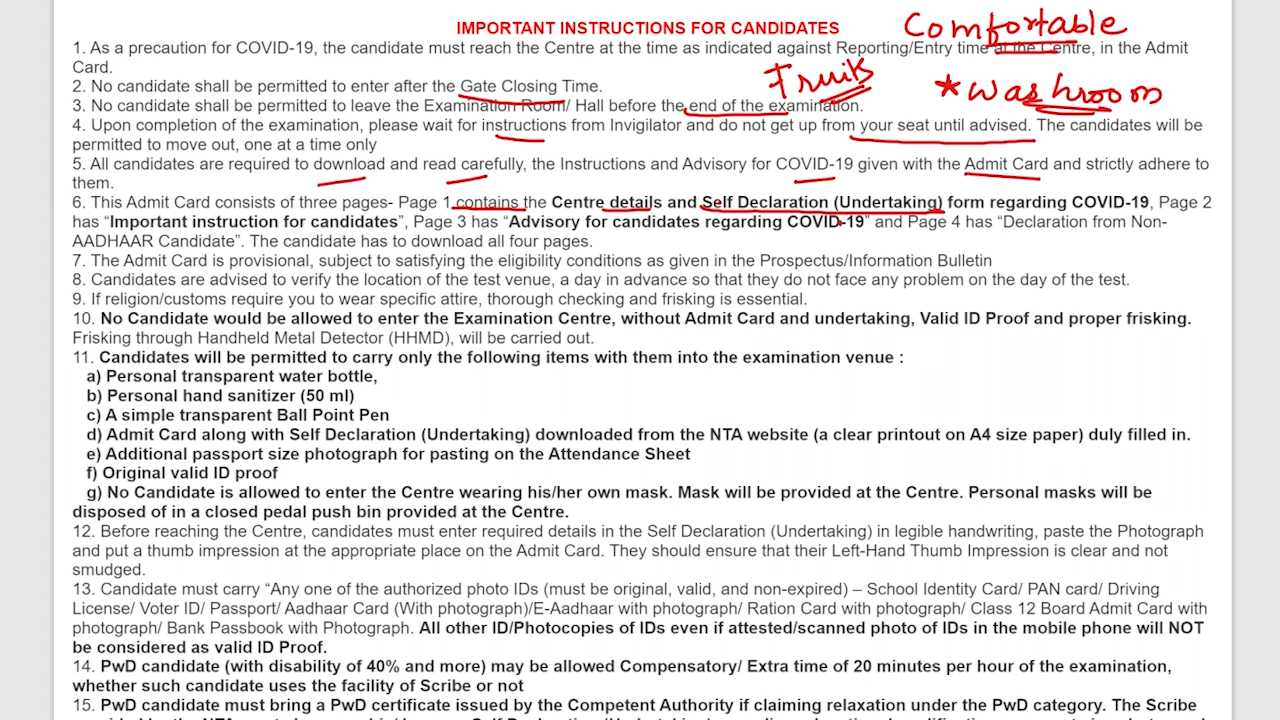 IMPORTANT INSTRUCTIONS FOR CANDIDATES
Comfortable
1. As a precaution for COVID-19, the candidate must reach the Centre at the time as indicated against Reporting/Entry time at the Centre, in the Admit
Card.
Fruits
2. No candidate shall be permitted to enter after the Gate Closing Time.
*Washroom
3. No candidate shall be permitted to leave the Examination Room/ Hall before the end of the examination.
4. Upon completion of the examination, please wait for instructions from Invigilator and do not get up from your seat until advised. The candidates will be
permitted to move out, one at a time only
5. All candidates are required to download and read carefully, the Instructions and Advisory for COVID-19 given with the Admit Card and strictly adhere to
them.
6. This Admit Card consists of three pages- Page 1 contains the Centre details and Self Declaration (Undertaking) form regarding COVID-19, Page 2
has “Important instruction for candidates”, Page 3 has “Advisory for candidates regarding COVID-19” and Page 4 has “Declaration from Non-
AADHAAR Candidate”. The candidate has to download all four pages.
7. The Admit Card is provisional, subject to satisfying the eligibility conditions as given in the Prospectus/Information Bulletin
8. Candidates are advised to verify the location of the test venue, a day in advance so that they do not face any problem on the day of the test.
9. If religion/customs require you to wear specific attire, thorough checking and frisking is essential.
10. No Candidate would be allowed to enter the Examination Centre, without Admit Card and undertaking, Valid ID Proof and proper frisking.
Frisking through Handheld Metal Detector (HHMD), will be carried out.
11. Candidates will be permitted to carry only the following items with them into the examination venue :
a) Personal transparent water bottle,
b) Personal hand sanitizer (50 ml)
c) A simple transparent Ball Point Pen
d) Admit Card along with Self Declaration (Undertaking) downloaded from the NTA website (a clear printout on A4 size paper) duly filled in.
e) Additional passport size photograph for pasting on the Attendance Sheet
f) Original valid ID proof
g) No Candidate is allowed to enter the Centre wearing his/her own mask. Mask will be provided at the Centre. Personal masks will be
disposed of in a closed pedal push bin provided at the Centre.
12. Before reaching the Centre, candidates must enter required details in the Self Declaration (Undertaking) in legible handwriting, paste the Photograph
and put a thumb impression at the appropriate place on the Admit Card. They should ensure that their Left-Hand Thumb Impression is clear and not
smudged.
13. Candidate must carry “Any one of the authorized photo IDs (must be original, valid, and non-expired) – School Identity Card/ PAN card/ Driving
License/ Voter ID/ Passport/ Aadhaar Card (With photograph)/E-Aadhaar with photograph/ Ration Card with photograph/ Class 12 Board Admit Card with
photograph/ Bank Passbook with Photograph. All other ID/Photocopies of IDs even if attested/scanned photo of IDs in the mobile phone will NOT
be considered as valid ID Proof.
14. PwD candidate (with disability of 40% and more) may be allowed Compensatory/ Extra time of 20 minutes per hour of the examination,
whether such candidate uses the facility of Scribe or not
15. PwD candidate must bring a PwD certificate issued by the Competent Authority if claiming relaxation under the PwD category. The Scribe